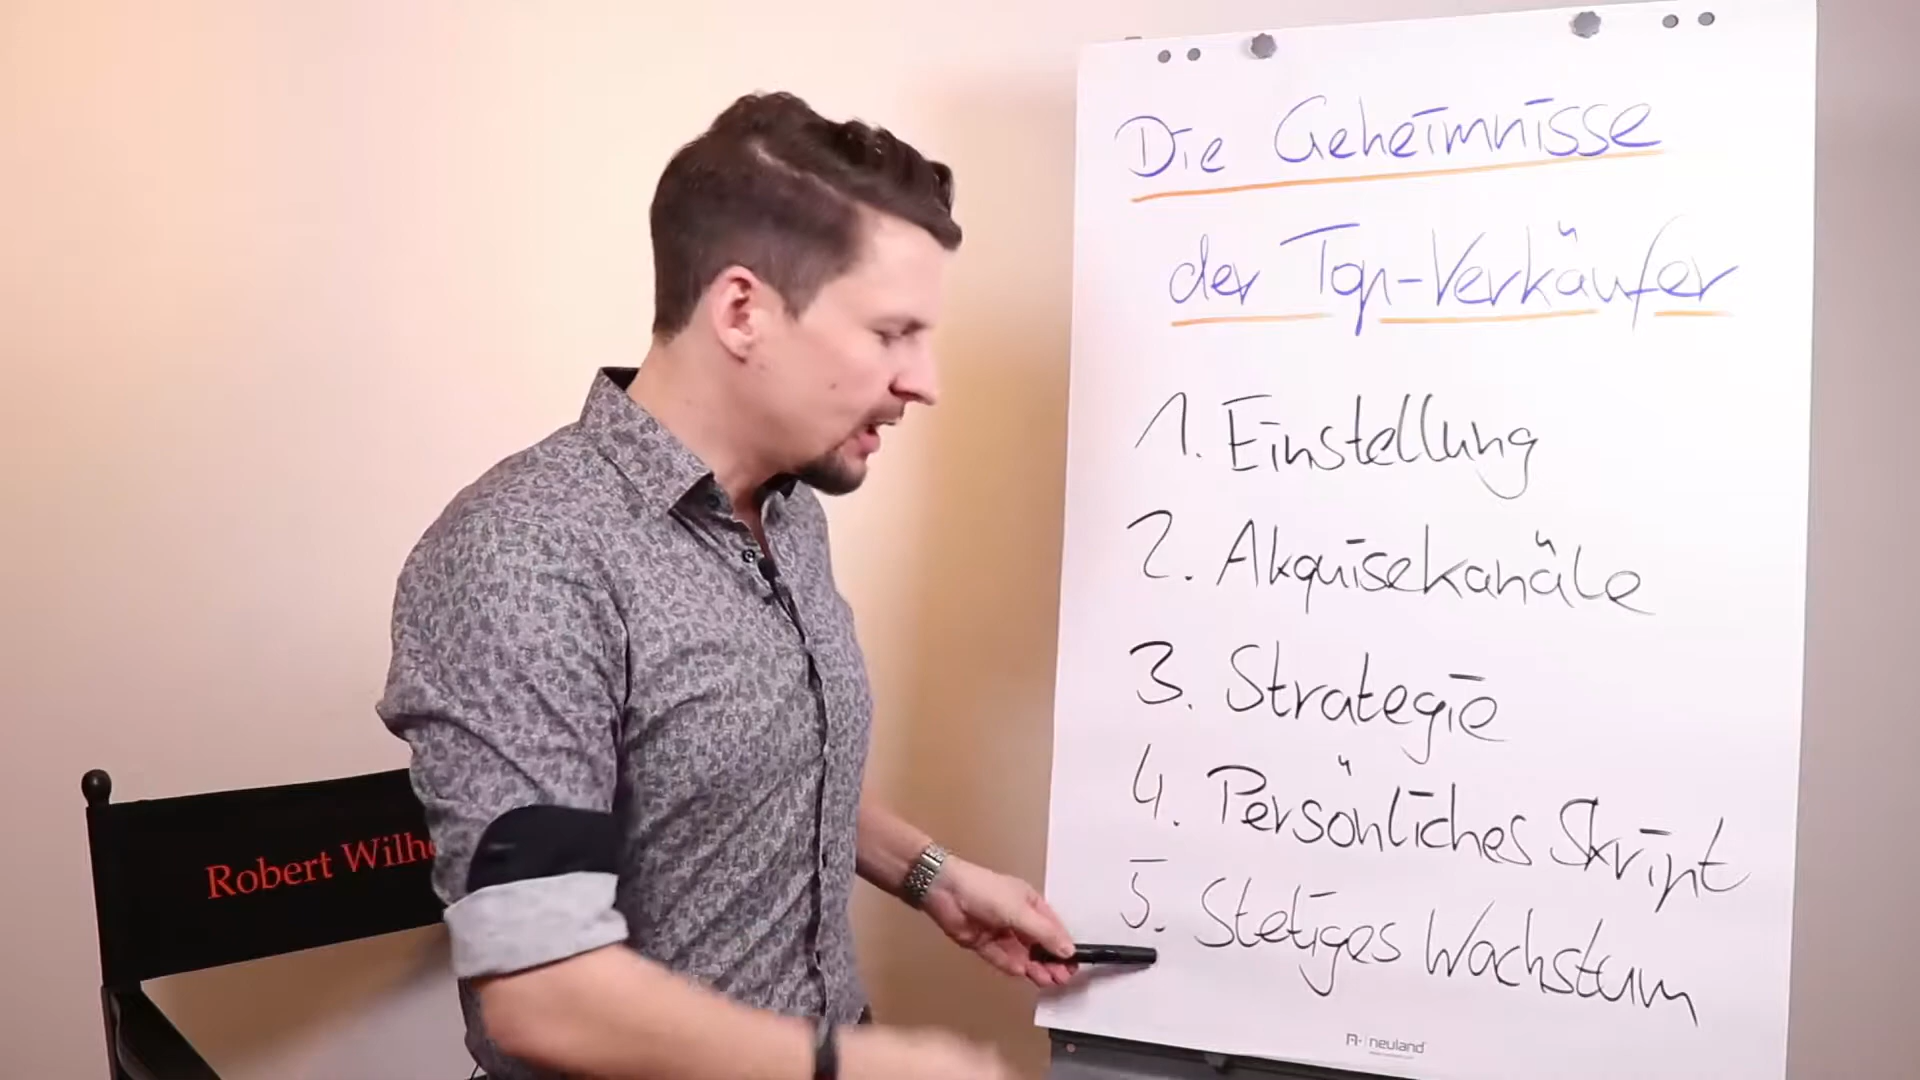 Die Geheimnisse
der Top-Verkäufer
1. Einstellung
2. Akquisekanäle
3. Strategie
4. Persönliches Skript
5. Stetiges Wachstum
neuland
Robert Wilhe